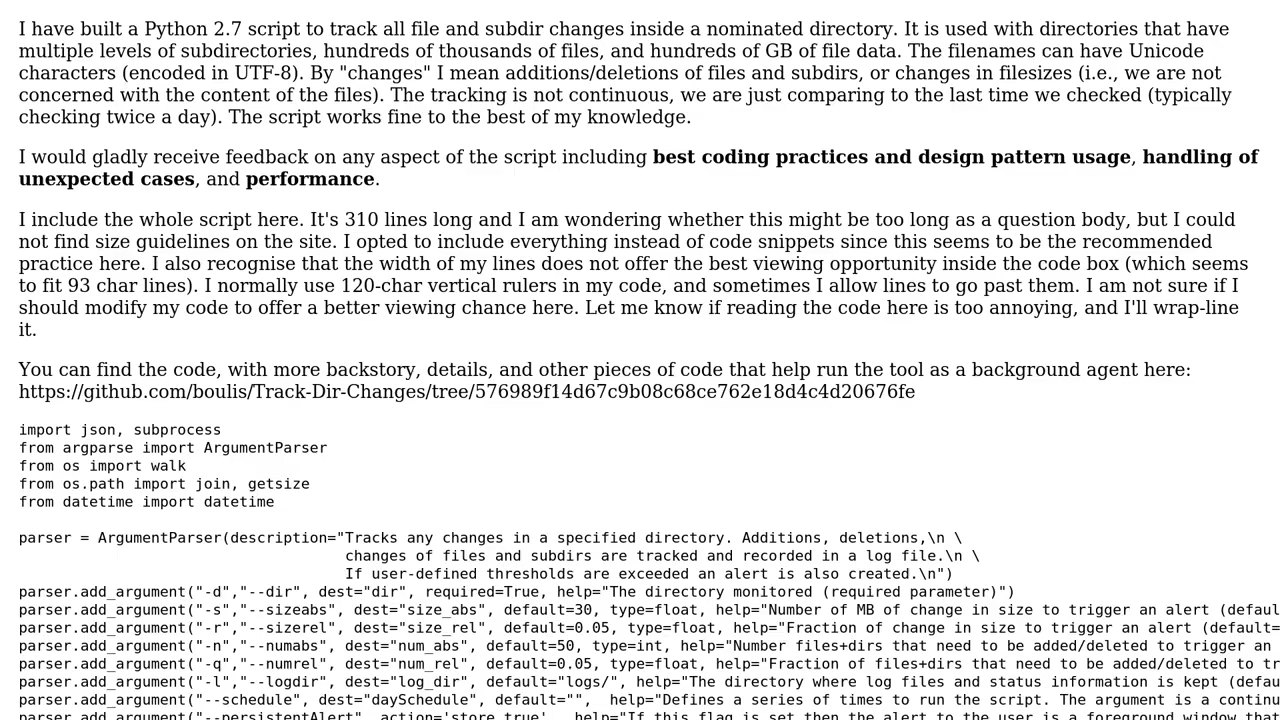 I have built a Python 2.7 script to track all file and subdir changes inside a nominated directory. It is used with directories that have
multiple levels of subdirectories, hundreds of thousands of files, and hundreds of GB of file data. The filenames can have Unicode
characters (encoded in UTF-8). By "changes" I mean additions/deletions of files and subdirs, or changes in filesizes (i.e., we are not
concerned with the content of the files). The tracking is not continuous, we are just comparing to the last time we checked (typically
checking twice a day). The script works fine to the best of my knowledge.
I would gladly receive feedback on any aspect of the script including best coding practices and design pattern usage, handling of
unexpected cases, and performance.
I include the whole script here. It's 310 lines long and I am wondering whether this might be too long as a question body, but I could
not find size guidelines on the site. I opted to include everything instead of code snippets since this seems to be the recommended
practice here. I also recognise that the width of my lines does not offer the best viewing opportunity inside the code box (which seems
to fit 93 char lines). I normally use 120-char vertical rulers in my code, and sometimes I allow lines to go past them. I am not sure if I
should modify my code to offer a better viewing chance here. Let me know if reading the code here is too annoying, and I'll wrap-line
it.
You can find the code, with more backstory, details, and other pieces of code that help run the tool as a background agent here:
https://github.com/boulis/Track-Dir-Changes/tree/576989f14d67c9b08c68ce762e18d4c4d20676fe
import json, subprocess
from argparse import ArgumentParser
from os import walk
from os.path import join, getsize
from datetime import datetime
parser = ArgumentParser(description="Tracks any changes in a specified directory. Additions, deletions,\n \
changes of files and subdirs are tracked and recorded in a log file.\n \
If user-defined thresholds are exceeded an alert is also created.\n")
parser.add_argument("-d","--dir", dest="dir", required=True, help="The directory monitored (required parameter)")
parser.add_argument("-s","--sizeabs", dest="size_abs", default=30, type=float, help="Number of MB of change in size to trigger an alert (defaul
parser.add_argument("-r","--sizerel", dest="size_rel", default=0.05, type=float, help="Fraction of change in size to trigger an alert (default=
parser.add_argument("-n","--numabs", dest="num_abs", default=50, type=int, help="Number files+dirs that need to be added/deleted to trigger an
parser.add_argument("-q","--numrel", dest="num_rel", default=0.05, type=float, help="Fraction of files+dirs that need to be added/deleted to tr
parser.add_argument("-l","--logdir", dest="log_dir", default="logs/", help="The directory where log files and status information is kept (defau
parser.add_argument("--schedule", dest="daySchedule", default="",  help="Defines a series of times to run the script. The argument is a continu
parser.add_argument("--persistentAlert", action='store_true',  help="If this flag is set then the alert to the user is a foreground window tha